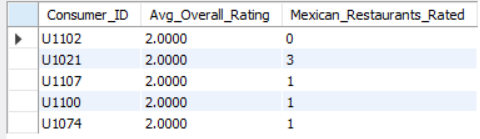 Consumer_ID Avg_Overall_Rating Mexican_Restaurants_Rated
U1102 2.0000 0
U1021 2.0000 3
U1107 2.0000 1
U1100 2.0000 1
U1074 2.0000 1